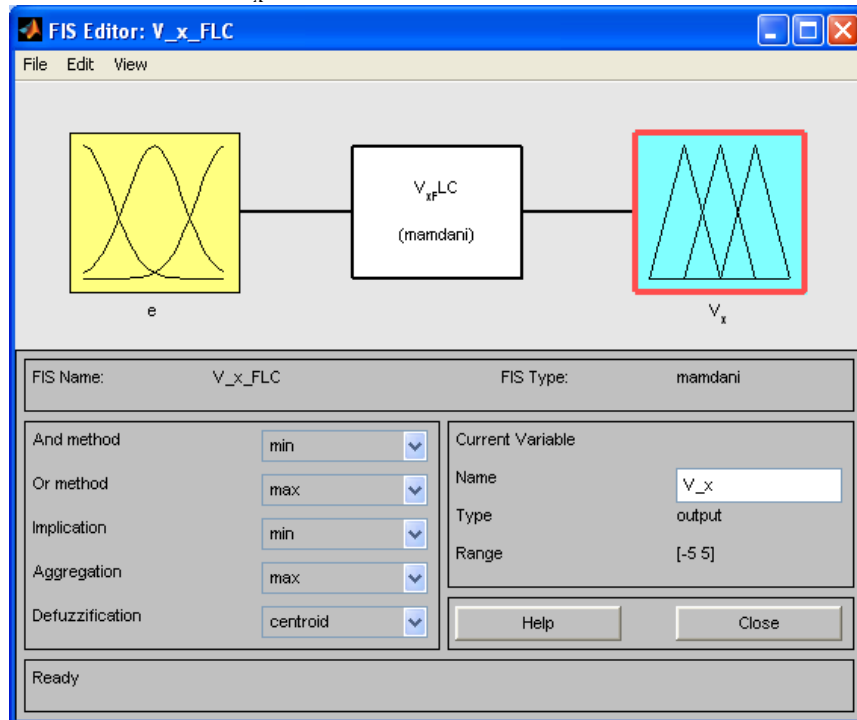 x
FIS Editor: V_x_FLC
File Edit View
V_xF LC
(mamdani)
e
V_x
FIS Name: V_x_FLC FIS Type: mamdani
And method min
Or method max
Implication min
Aggregation max
Defuzzification centroid
Current Variable
Name V_x
Type output
Range [-5 5]
Help Close
Ready